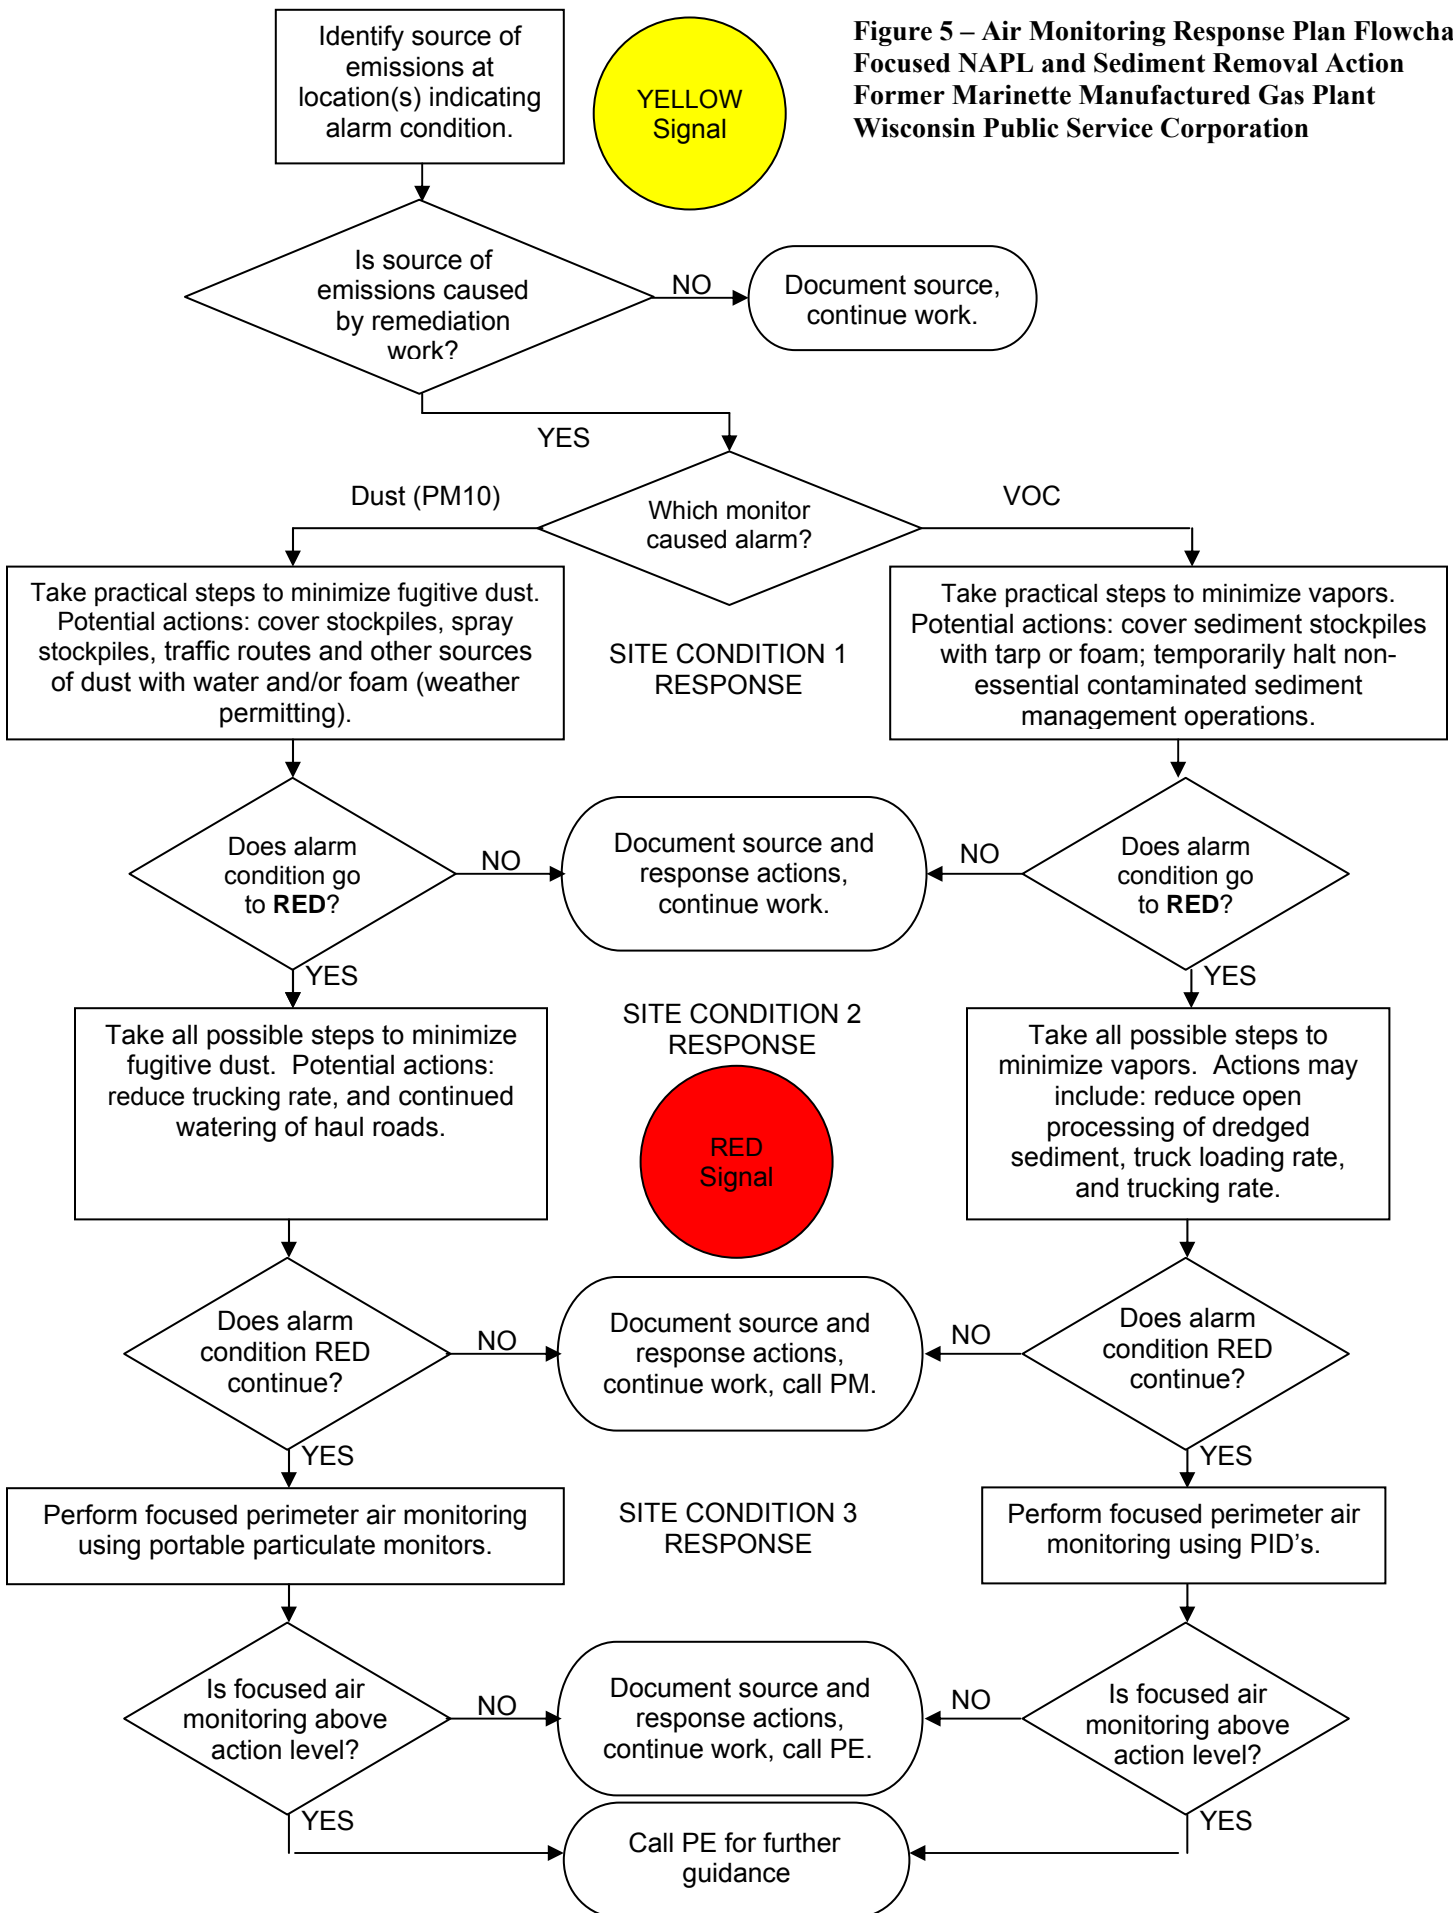 Figure 5 – Air Monitoring Response Plan Flowcha
Focused NAPL and Sediment Removal Action
Former Marinette Manufactured Gas Plant
Wisconsin Public Service Corporation
Identify source of
emissions at
location(s) indicating
alarm condition.
YELLOW
Signal
Is source of
emissions caused
by remediation
work?
NO
Document source,
continue work.
YES
Which monitor
caused alarm?
Dust (PM10)
VOC
Take practical steps to minimize fugitive dust.
Potential actions: cover stockpiles, spray
stockpiles, traffic routes and other sources
of dust with water and/or foam (weather
permitting).
SITE CONDITION 1
RESPONSE
Take practical steps to minimize vapors.
Potential actions: cover sediment stockpiles
with tarp or foam; temporarily halt non-
essential contaminated sediment
management operations.
Does alarm
condition go
to RED?
NO
Document source and
response actions,
continue work.
NO
Does alarm
condition go
to RED?
YES
YES
Take all possible steps to minimize
fugitive dust.  Potential actions:
reduce trucking rate, and continued
watering of haul roads.
SITE CONDITION 2
RESPONSE
RED
Signal
Take all possible steps to
minimize vapors.  Actions may
include: reduce open
processing of dredged
sediment, truck loading rate,
and trucking rate.
Does alarm
condition RED
continue?
NO
Document source and
response actions,
continue work, call PM.
NO
Does alarm
condition RED
continue?
YES
YES
Perform focused perimeter air monitoring
using portable particulate monitors.
SITE CONDITION 3
RESPONSE
Perform focused perimeter air
monitoring using PID's.
Is focused air
monitoring above
action level?
NO
Document source and
response actions,
continue work, call PE.
NO
Is focused air
monitoring above
action level?
YES
YES
Call PE for further
guidance